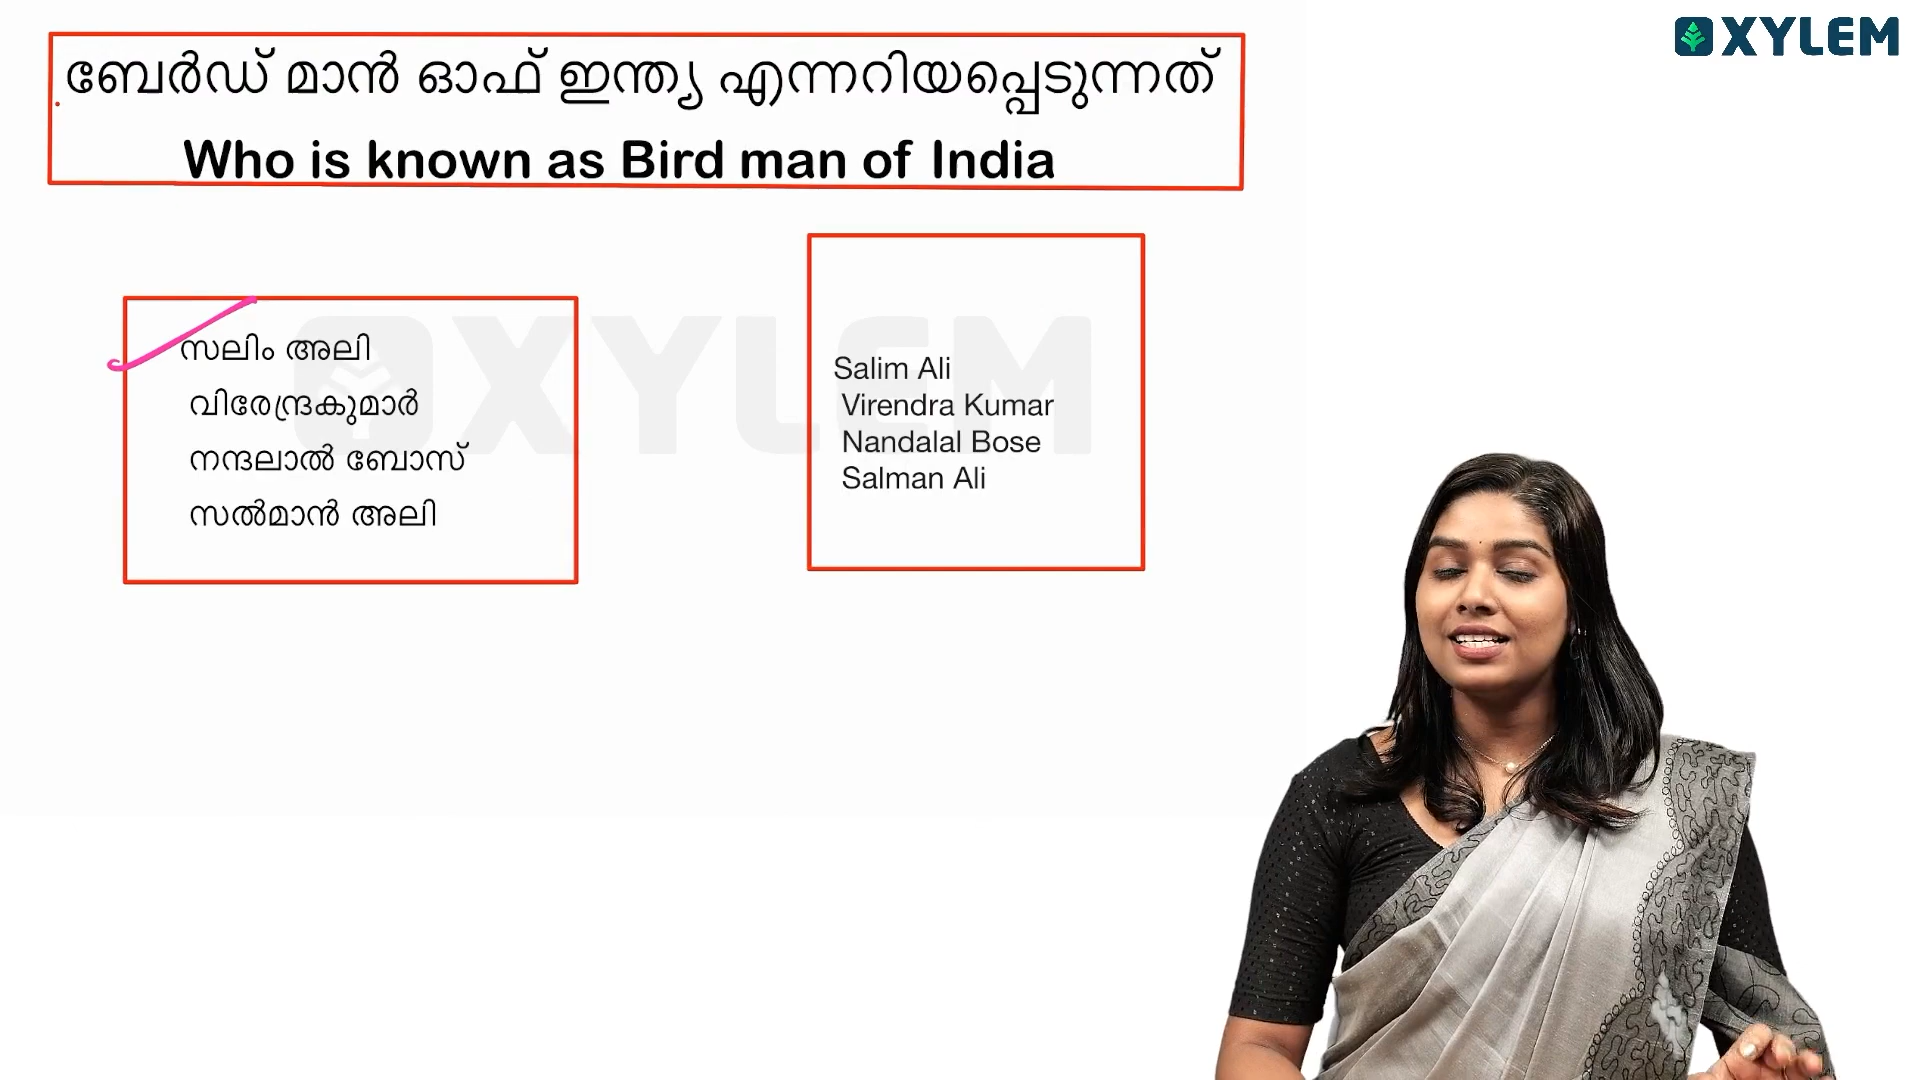 XYLEM
ബേർഡ് മാൻ ഓഫ് ഇന്ത്യ എന്നറിയപ്പെടുന്നത്
Who is known as Bird man of India
സലിം അലി
വിരേന്ദ്രകുമാർ
നന്ദലാൽ ബോസ്
സൽമാൻ അലി
XYLEM
Salim Ali
Virendra Kumar
Nandalal Bose
Salman Ali